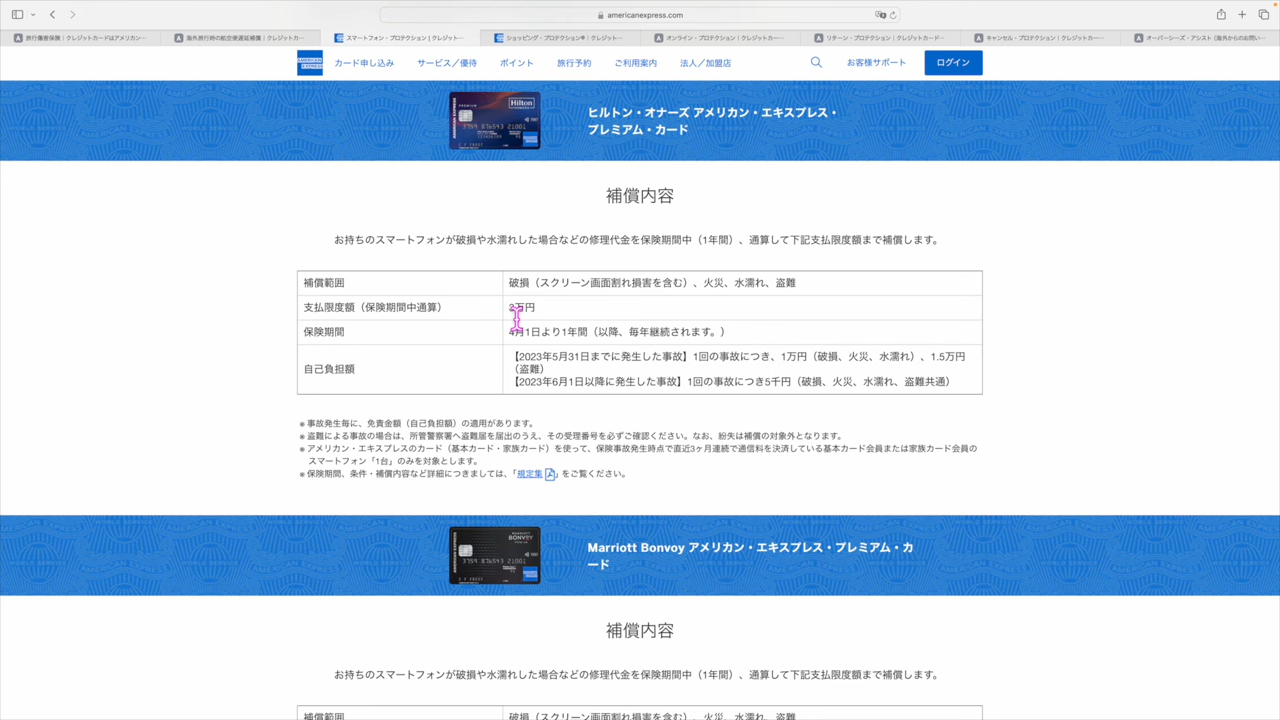 americanexpress.com
旅行傷害保険 | クレジットカードはアメリカン…
海外旅行時の航空便遅延補償 | クレジットカ…
スマートフォン・プロテクション | クレジット…
ショッピング・プロテクション® | クレジット…
オンライン・プロテクション | クレジットカー…
リターン・プロテクション | クレジットカード…
キャンセル・プロテクション | クレジットカー…
オーバーシーズ・アシスト (海外からのお問い…
カード申し込み サービス／優待 ポイント 旅行予約 ご利用案内 法人／加盟店 お客様サポート ログイン
ヒルトン・オナーズ アメリカン・エキスプレス・
プレミアム・カード
補償内容
お持ちのスマートフォンが破損や水濡れした場合などの修理代金を保険期間中（1年間）、通算して下記支払限度額まで補償します。
補償範囲 破損（スクリーン画面割れ損害を含む）、火災、水濡れ、盗難
支払限度額（保険期間中通算） 3万円
保険期間 4月1日より1年間（以降、毎年継続されます。）
自己負担額 【2023年5月31日までに発生した事故】1回の事故につき、1万円（破損、火災、水濡れ）、1.5万円
（盗難）
【2023年6月1日以降に発生した事故】1回の事故につき5千円（破損、火災、水濡れ、盗難共通）
※ 事故発生毎に、免責金額（自己負担額）の適用があります。
※ 盗難による事故の場合は、所管警察署へ盗難届を届出のうえ、その受理番号を必ずご確認ください。なお、紛失は補償の対象外となります。
※ アメリカン・エキスプレスのカード（基本カード・家族カード）を使って、保険事故発生時点で直近3ヶ月連続で通信料を決済している基本カード会員または家族カード会員の
スマートフォン「1台」のみを対象とします。
※ 保険期間、条件・補償内容など詳細につきましては、「規定集」をご覧ください。
Marriott Bonvoy アメリカン・エキスプレス・プレミアム・カ
ード
補償内容
お持ちのスマートフォンが破損や水濡れした場合などの修理代金を保険期間中（1年間）、通算して下記支払限度額まで補償します。
補償範囲 破損（スクリーン画面割れ損害を含む）、火災、水濡れ、盗難